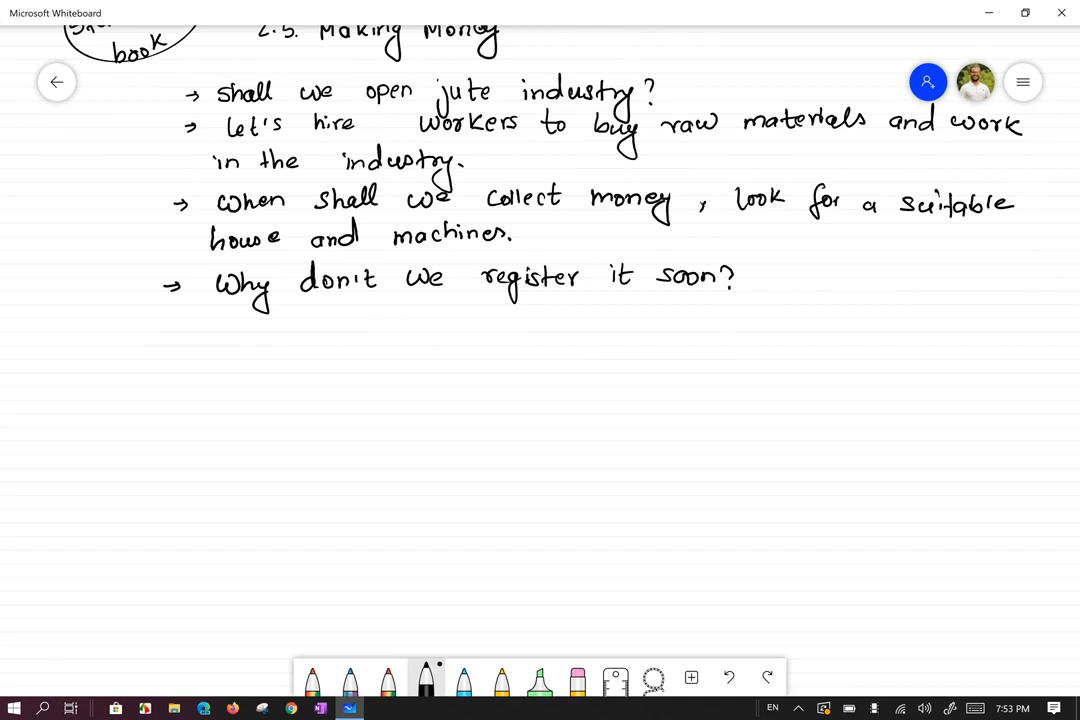 Microsoft Whiteboard
book
2.5. Making Money
→ shall we open jute industry?
→ let's hire workers to buy raw materials and work
in the industry.
→ when shall we collect money, look for a suitable
house and machines.
→ Why don't we register it soon?
EN
7:53 PM